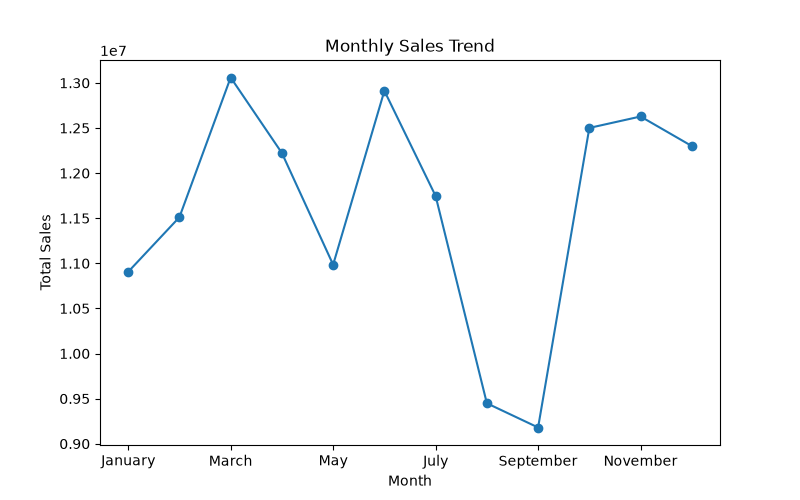 Monthly Sales Trend
1e7
1.30
1.25
1.20
1.15
1.10
1.05
1.00
0.95
0.90
Total Sales
January March May July September November
Month